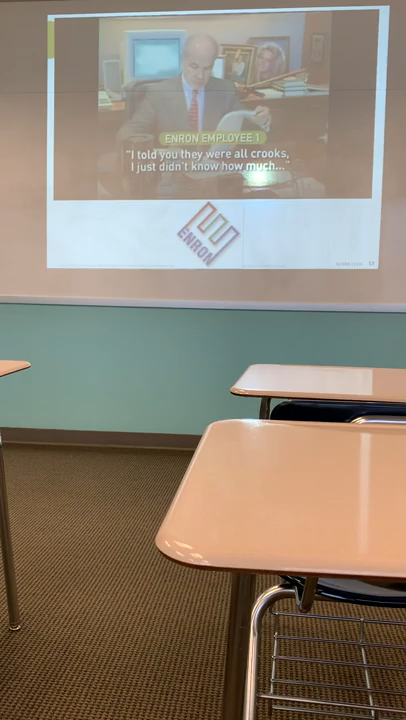 ENRON EMPLOYEE 1
"I told you they were all crooks,
I just didn't know how much..."
ENRON